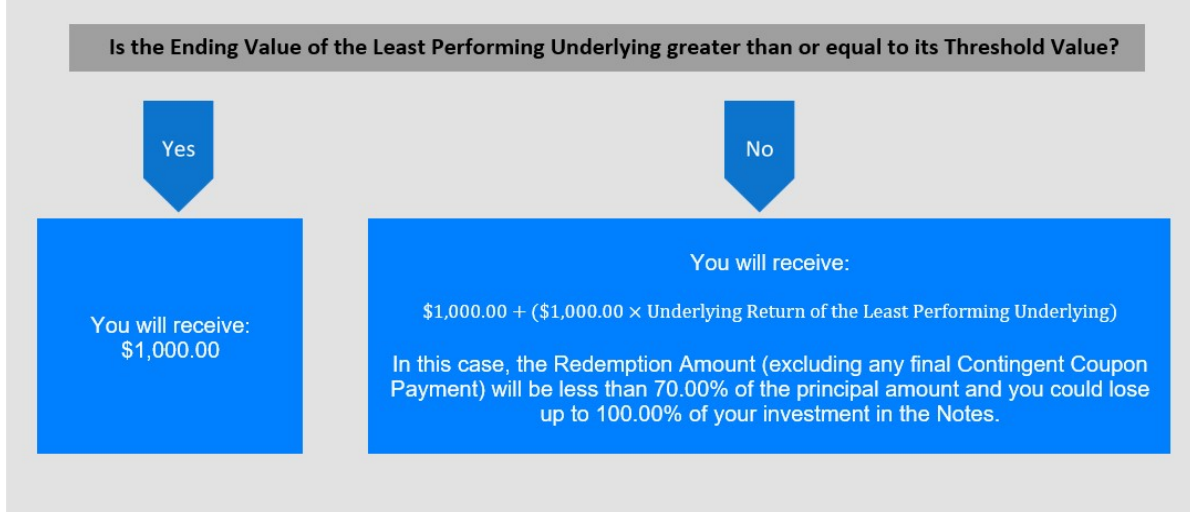 Is the Ending Value of the Least Performing Underlying greater than or equal to its Threshold Value?
Yes
No
You will receive:
$1,000.00
You will receive:
$1,000.00 + ($1,000.00 × Underlying Return of the Least Performing Underlying)
In this case, the Redemption Amount (excluding any final Contingent Coupon
Payment) will be less than 70.00% of the principal amount and you could lose
up to 100.00% of your investment in the Notes.